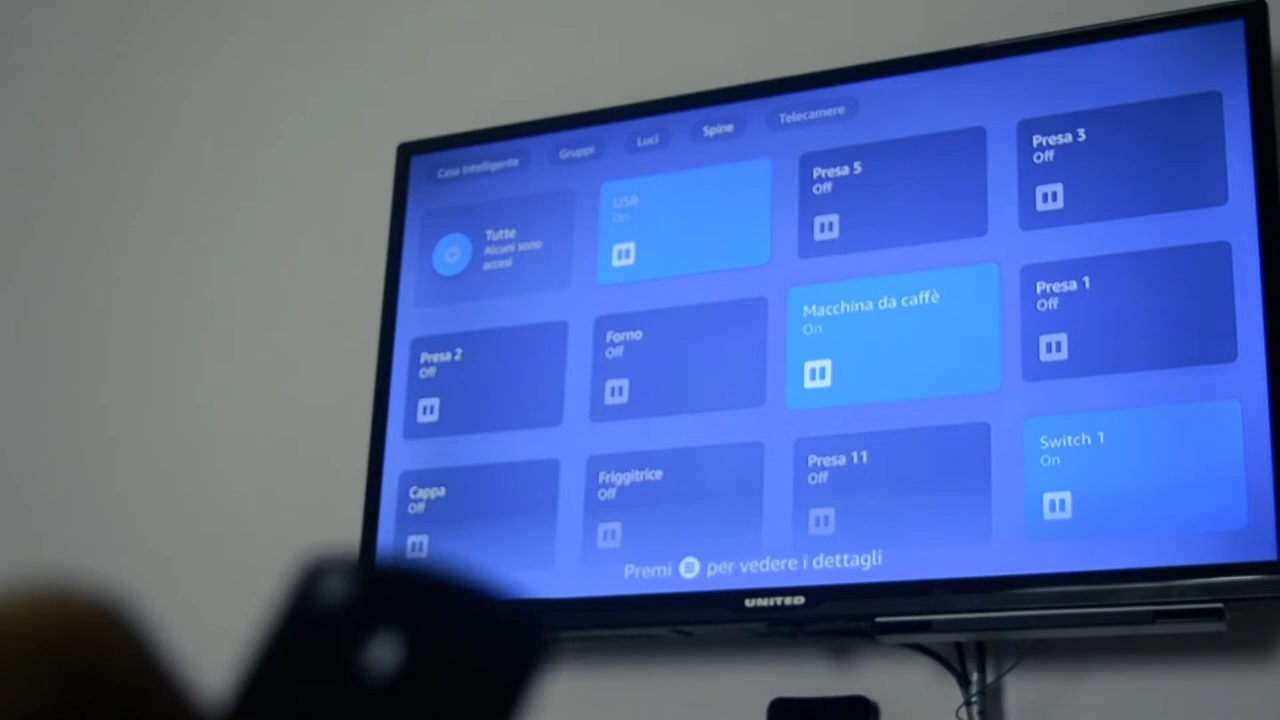 Casa Intelligente
Gruppi
Luci
Spine
Telecamere
Tutte
Alcuni sono
accesi
USB
On
Presa 5
Off
Presa 3
Off
Presa 2
Off
Forno
Off
Macchina da caffè
On
Presa 1
Off
Cappa
Off
Friggitrice
Off
Presa 11
Off
Switch 1
On
Premi per vedere i dettagli
UNITED